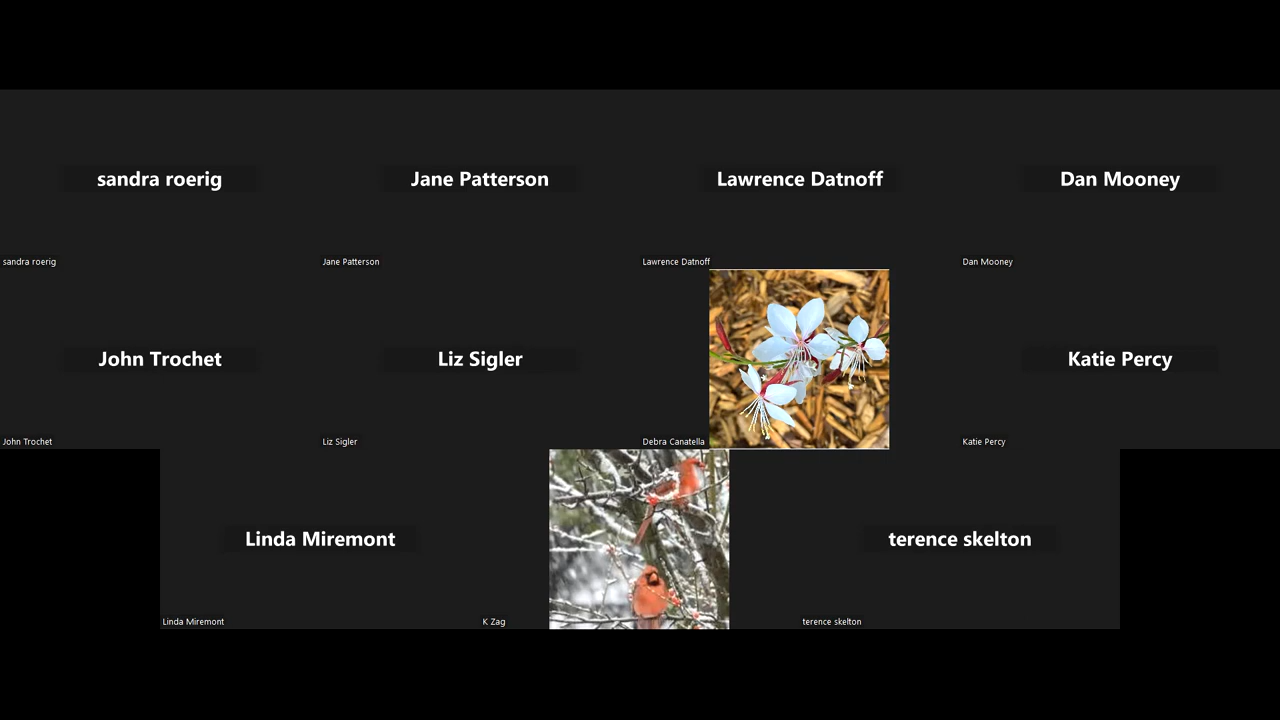 sandra roerig
Jane Patterson
Lawrence Datnoff
Dan Mooney
sandra roerig
Jane Patterson
Lawrence Datnoff
Dan Mooney
John Trochet
Liz Sigler
Katie Percy
John Trochet
Liz Sigler
Debra Canatella
Katie Percy
Linda Miremont
terence skelton
Linda Miremont
K Zag
terence skelton